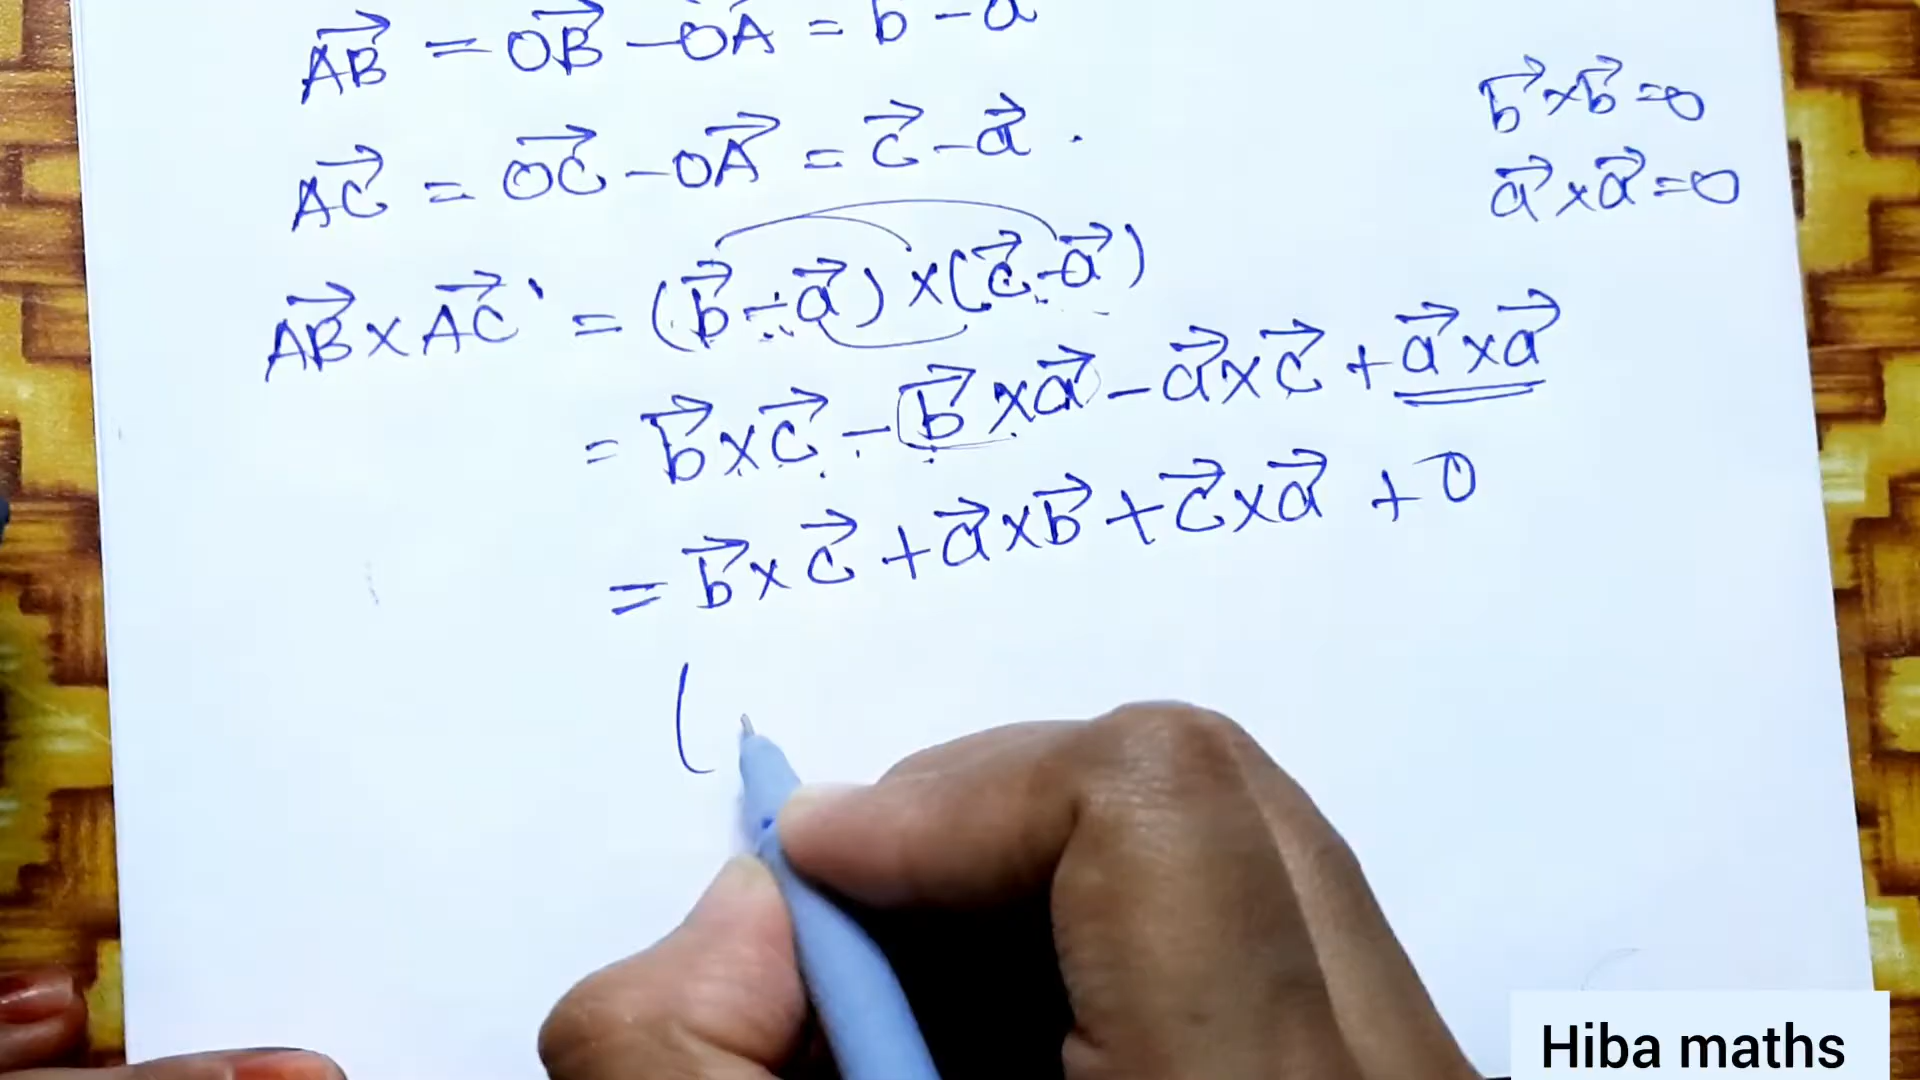 AB⃗ = OB⃗ - OA⃗ = b - a
AC⃗ = OC⃗ - OA⃗ = c⃗ - a⃗ .
AB⃗ × AC⃗ = (b⃗ - a⃗) × (c⃗ - a⃗)
= b⃗ × c⃗ - b⃗ × a⃗ - a⃗ × c⃗ + a⃗ × a⃗
= b⃗ × c⃗ + a⃗ × b⃗ + c⃗ × a⃗ + 0
(
b⃗ × b⃗ = 0
a⃗ × a⃗ = 0
Hiba maths